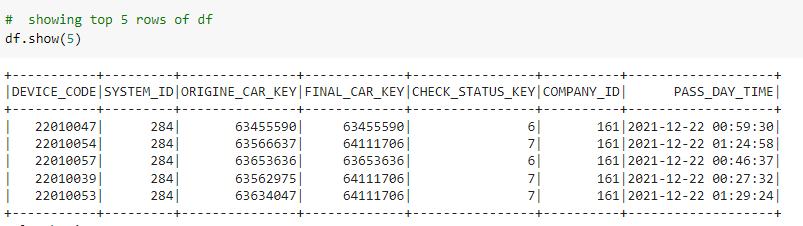 # showing top 5 rows of df
df.show(5)
+-----------+---------+---------------+-------------+----------------+----------+-------------------+
|DEVICE_CODE|SYSTEM_ID|ORIGINE_CAR_KEY|FINAL_CAR_KEY|CHECK_STATUS_KEY|COMPANY_ID|      PASS_DAY_TIME|
+-----------+---------+---------------+-------------+----------------+----------+-------------------+
|   22010047|      284|       63455590|     63455590|               6|       161|2021-12-22 00:59:30|
|   22010054|      284|       63566637|     64111706|               7|       161|2021-12-22 01:24:58|
|   22010057|      284|       63653636|     63653636|               6|       161|2021-12-22 00:46:37|
|   22010039|      284|       63562975|     64111706|               7|       161|2021-12-22 00:27:32|
|   22010053|      284|       63634047|     64111706|               7|       161|2021-12-22 01:29:24|
+-----------+---------+---------------+-------------+----------------+----------+-------------------+